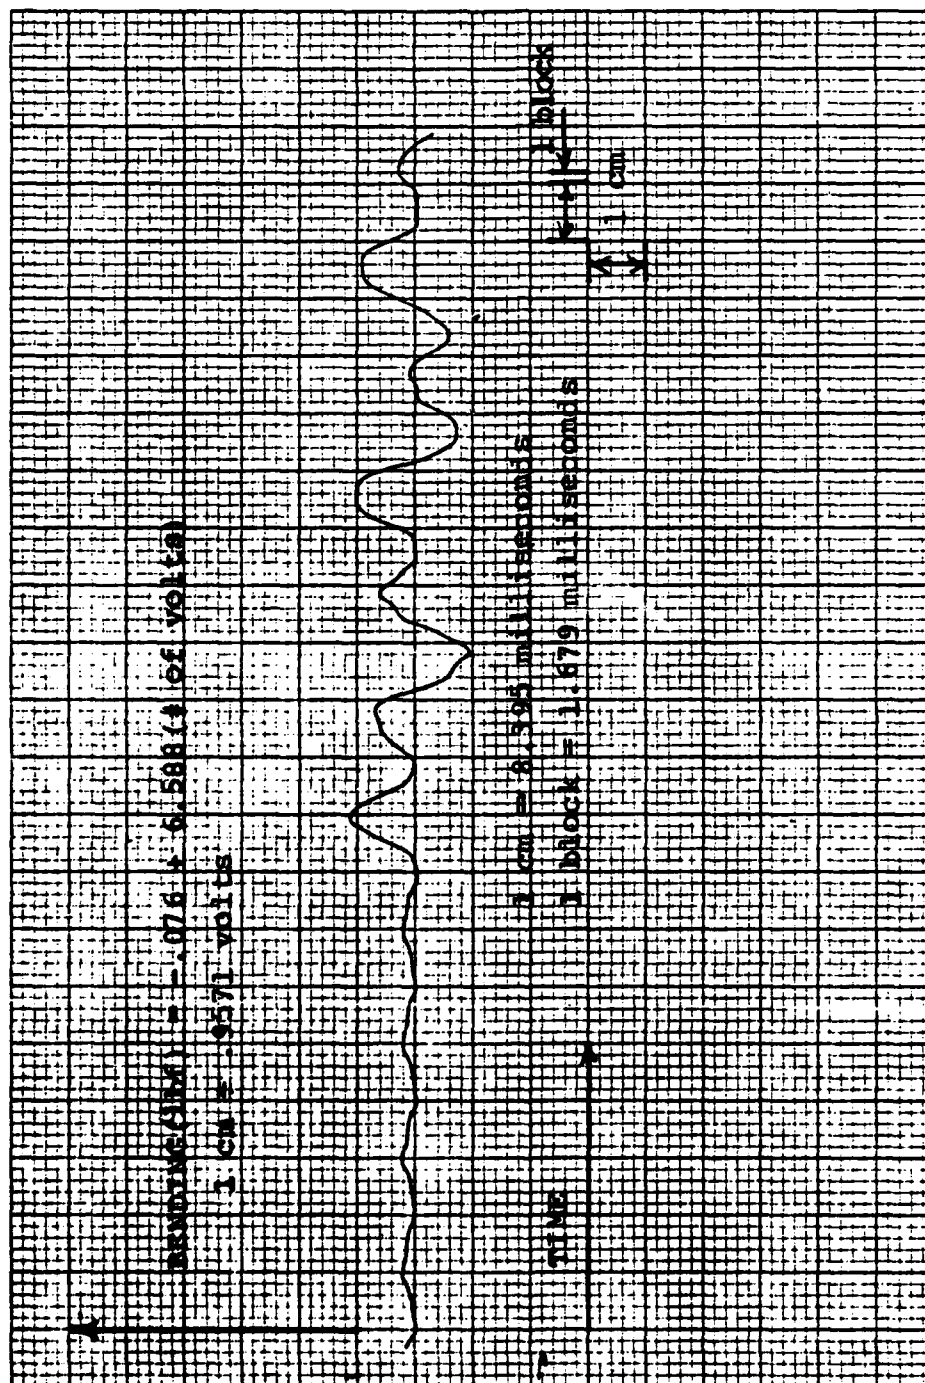 BENDING(lbf) = -.076 + 6.588(# of volts)
1 cm = .9571 volts
1 cm = 8.395 milliseconds
1 block = 1.679 milliseconds
TIME
1 cm
1 block